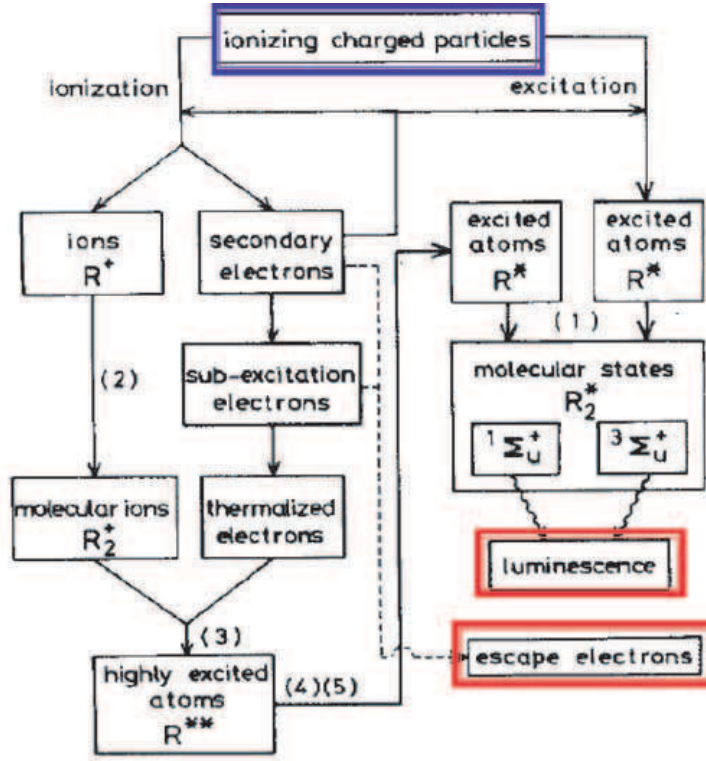 ionizing charged particles
ionization
excitation
ions
R⁺
secondary
electrons
excited
atoms
R*
excited
atoms
R*
(1)
(2)
sub-excitation
electrons
molecular states
R₂*
¹Σᵤ⁺
³Σᵤ⁺
molecular ions
R₂⁺
thermalized
electrons
luminescence
(3)
escape electrons
highly excited
atoms
R**
(4)(5)